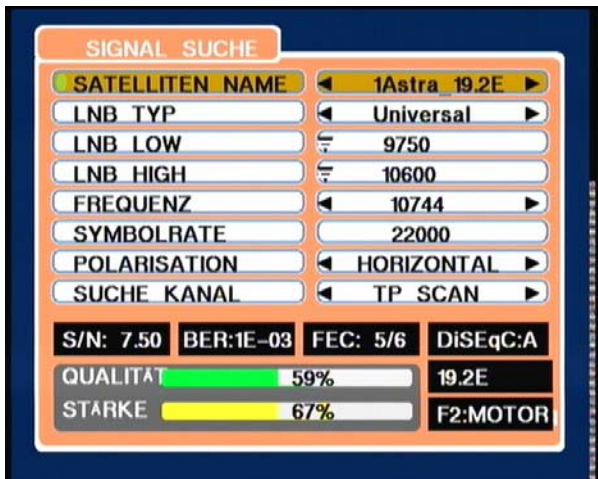 SIGNAL SUCHE
SATELLITEN NAME 1Astra_19.2E
LNB TYP Universal
LNB LOW 9750
LNB HIGH 10600
FREQUENZ 10744
SYMBOLRATE 22000
POLARISATION HORIZONTAL
SUCHE KANAL TP SCAN
S/N: 7.50 BER:1E-03 FEC: 5/6 DiSEqC:A
QUALITÄT 59% 19.2E
STÄRKE 67% F2:MOTOR